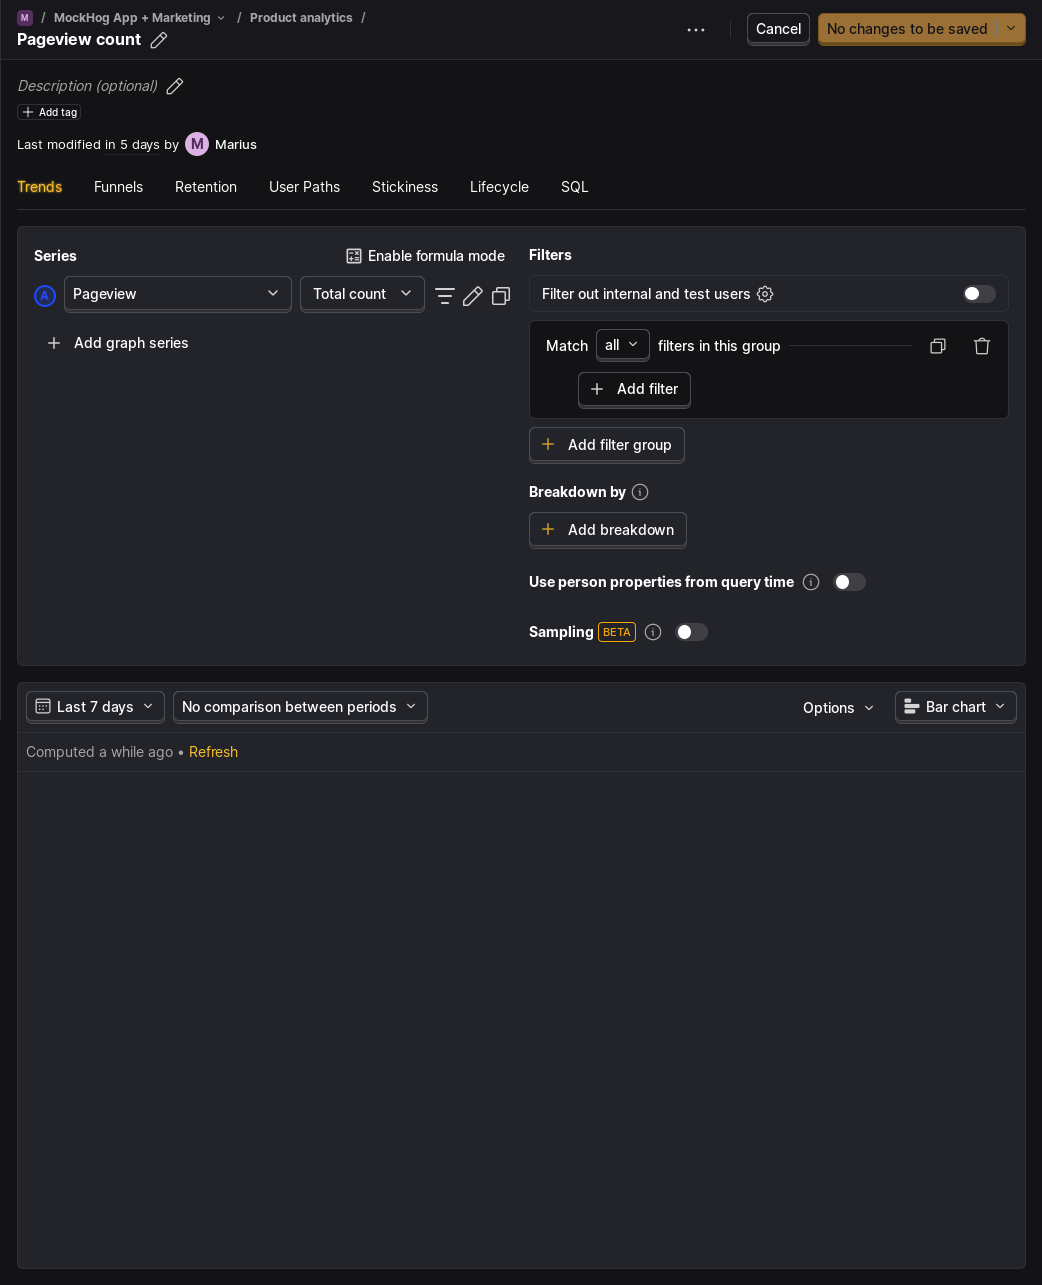 M / MockHog App + Marketing / Product analytics /
Pageview count
Cancel
No changes to be saved
Description (optional)
Add tag
Last modified in 5 days by M Marius
Trends Funnels Retention User Paths Stickiness Lifecycle SQL
Series
Enable formula mode
A Pageview Total count
Add graph series
Filters
Filter out internal and test users
Match all filters in this group
Add filter
Add filter group
Breakdown by
Add breakdown
Use person properties from query time
Sampling BETA
Last 7 days No comparison between periods Options Bar chart
Computed a while ago • Refresh